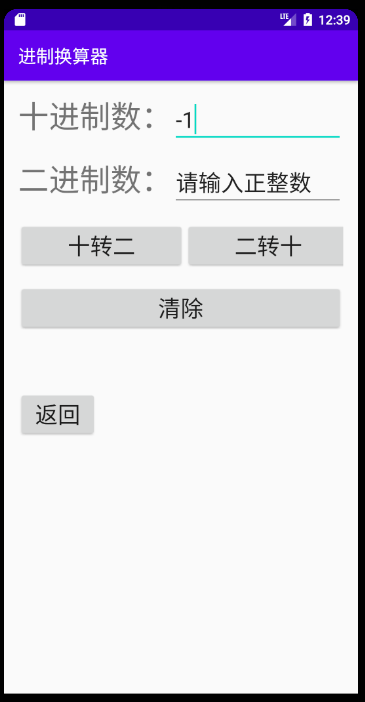 LTE 12:39
进制换算器
十进制数： -1
二进制数： 请输入正整数
十转二 二转十
清除
返回